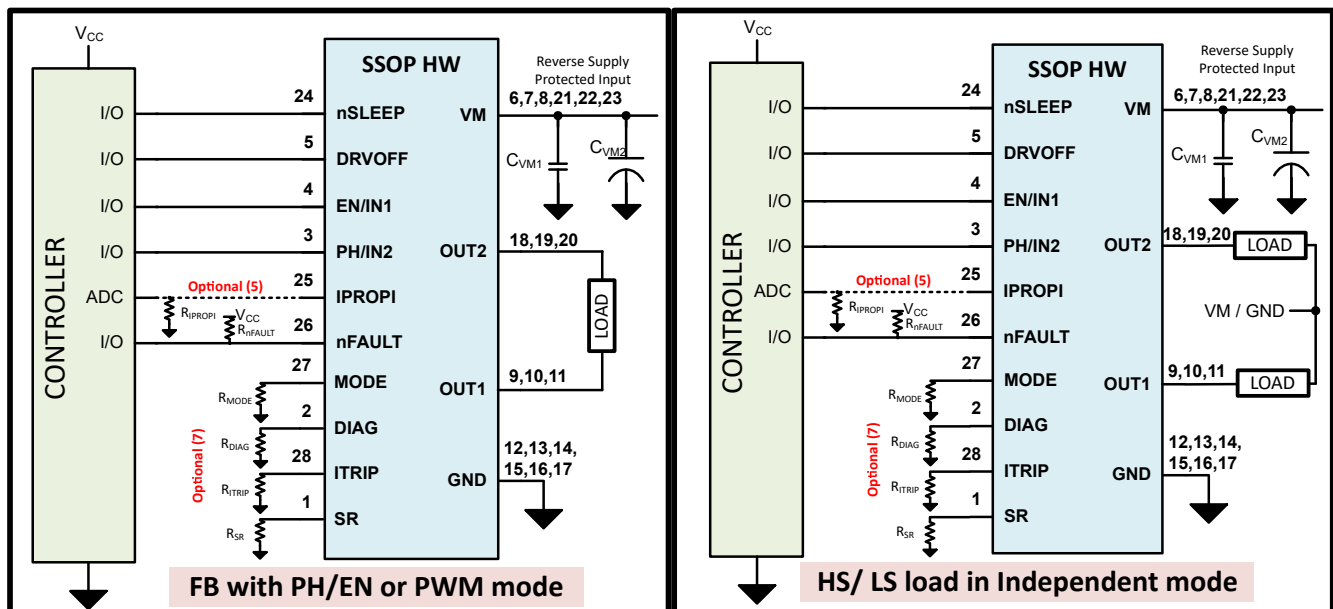 VCC
CONTROLLER
I/O
I/O
I/O
I/O
ADC
I/O
24
5
4
3
Optional (5)
25
RIPROPI
VCC
RnFAULT
26
27
RMODE
2
RDIAG
Optional (7)
28
RITRIP
1
RSR
SSOP HW
nSLEEP
DRVOFF
EN/IN1
PH/IN2
IPROPI
nFAULT
MODE
DIAG
ITRIP
SR
VM
OUT2
OUT1
GND
Reverse Supply
Protected Input
6,7,8,21,22,23
CVM1
CVM2
18,19,20
LOAD
9,10,11
12,13,14,
15,16,17
FB with PH/EN or PWM mode
VCC
CONTROLLER
I/O
I/O
I/O
I/O
ADC
I/O
24
5
4
3
Optional (5)
25
RIPROPI
VCC
RnFAULT
26
27
RMODE
2
RDIAG
Optional (7)
28
RITRIP
1
RSR
SSOP HW
nSLEEP
DRVOFF
EN/IN1
PH/IN2
IPROPI
nFAULT
MODE
DIAG
ITRIP
SR
VM
OUT2
OUT1
GND
Reverse Supply
Protected Input
6,7,8,21,22,23
CVM1
CVM2
18,19,20
LOAD
VM / GND
9,10,11
LOAD
12,13,14,
15,16,17
HS/ LS load in Independent mode